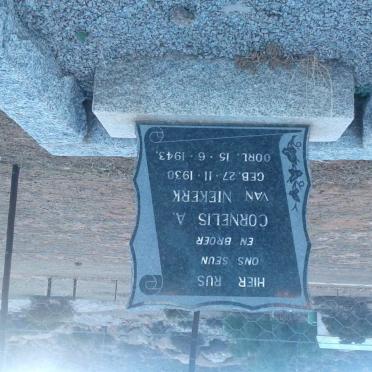 HIER RUS
ONS SEUN
EN BROER
CORNELIS A.
VAN NIEKERK
GEB. 27 · 11 · 1930
OORL. 15 · 6 · 1943.